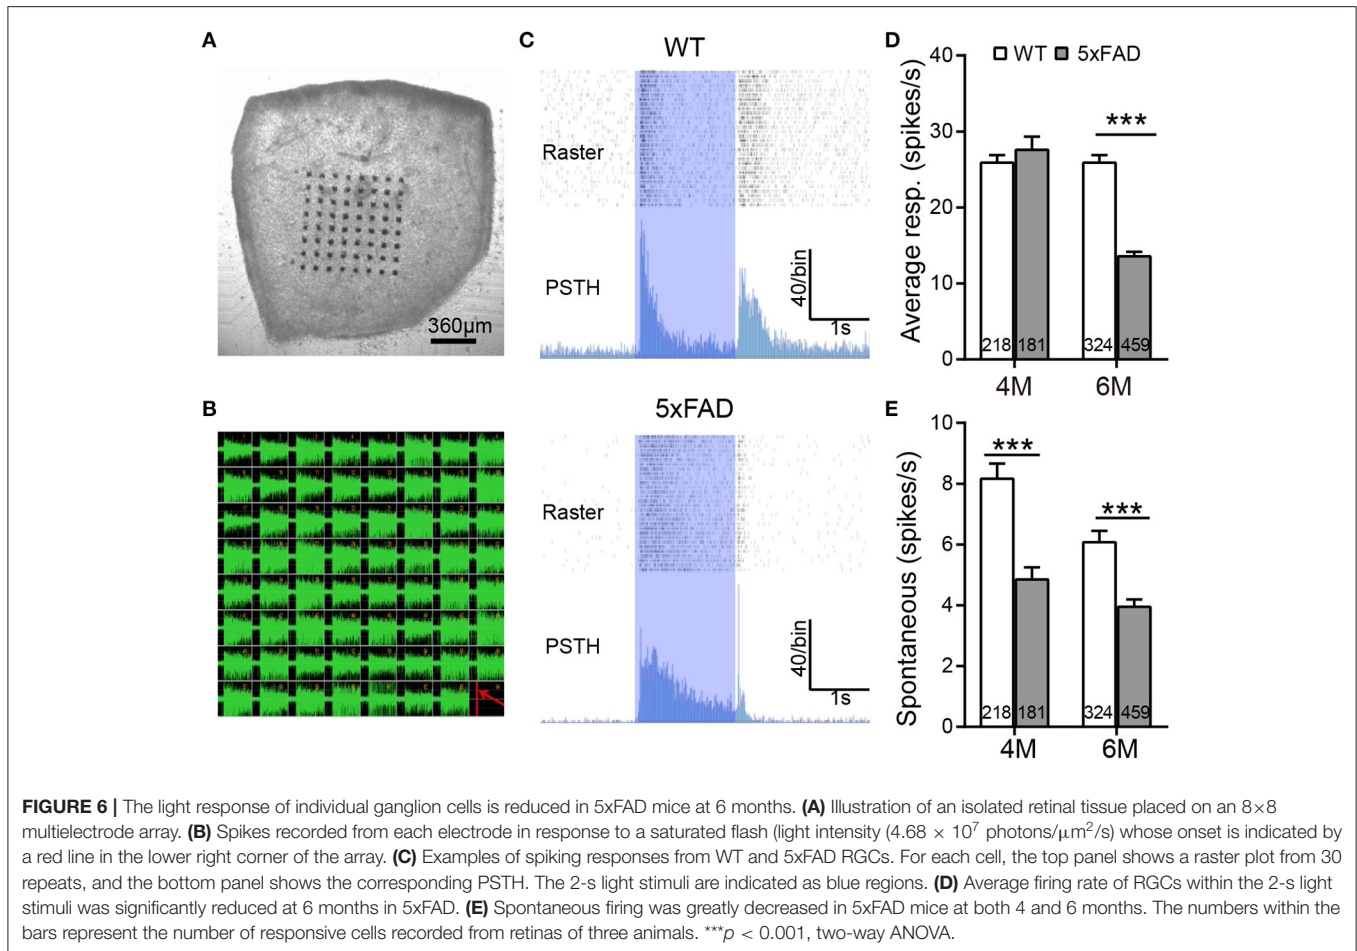 A
360µm
B
C
WT
Raster
PSTH
40/bin
1s
5xFAD
Raster
PSTH
40/bin
1s
D
WT 5xFAD
Average resp. (spikes/s)
40
30
20
10
0
***
218 181 324 459
4M 6M
E
Spontaneous (spikes/s)
10
8
6
4
2
0
***
***
218 181 324 459
4M 6M
FIGURE 6 | The light response of individual ganglion cells is reduced in 5xFAD mice at 6 months. (A) Illustration of an isolated retinal tissue placed on an 8×8
multielectrode array. (B) Spikes recorded from each electrode in response to a saturated flash (light intensity (4.68 × 10⁷ photons/µm²/s) whose onset is indicated by
a red line in the lower right corner of the array. (C) Examples of spiking responses from WT and 5xFAD RGCs. For each cell, the top panel shows a raster plot from 30
repeats, and the bottom panel shows the corresponding PSTH. The 2-s light stimuli are indicated as blue regions. (D) Average firing rate of RGCs within the 2-s light
stimuli was significantly reduced at 6 months in 5xFAD. (E) Spontaneous firing was greatly decreased in 5xFAD mice at both 4 and 6 months. The numbers within the
bars represent the number of responsive cells recorded from retinas of three animals. ***p < 0.001, two-way ANOVA.